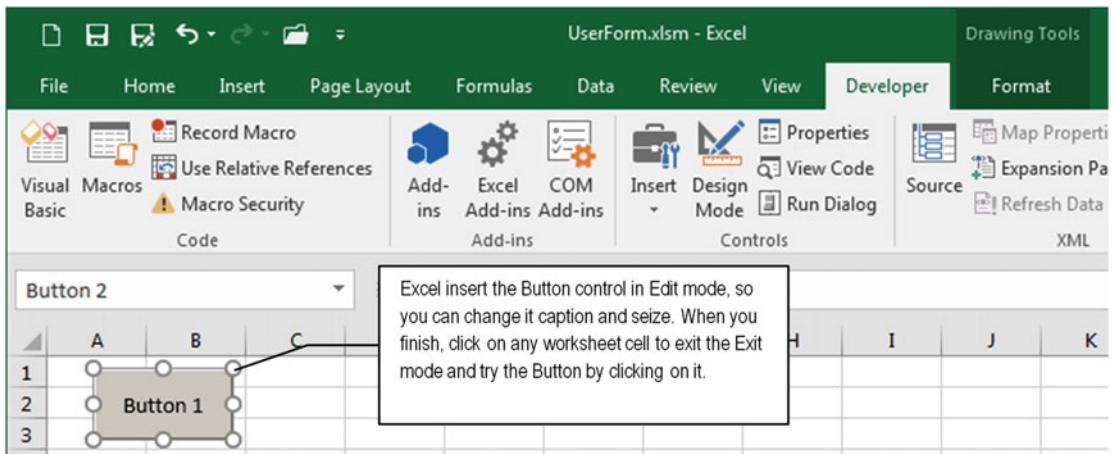 UserForm.xlsm - Excel
Drawing Tools
File Home Insert Page Layout Formulas Data Review View Developer Format
Visual Basic
Macros
Record Macro
Use Relative References
Macro Security
Code
Add-ins
Excel Add-ins
COM Add-ins
Add-ins
Insert
Design Mode
Properties
View Code
Run Dialog
Controls
Source
Map Properti
Expansion Pa
Refresh Data
XML
Button 2
Excel insert the Button control in Edit mode, so
you can change it caption and seize. When you
finish, click on any worksheet cell to exit the Exit
mode and try the Button by clicking on it.
A B C H I J K
1
2
3
Button 1